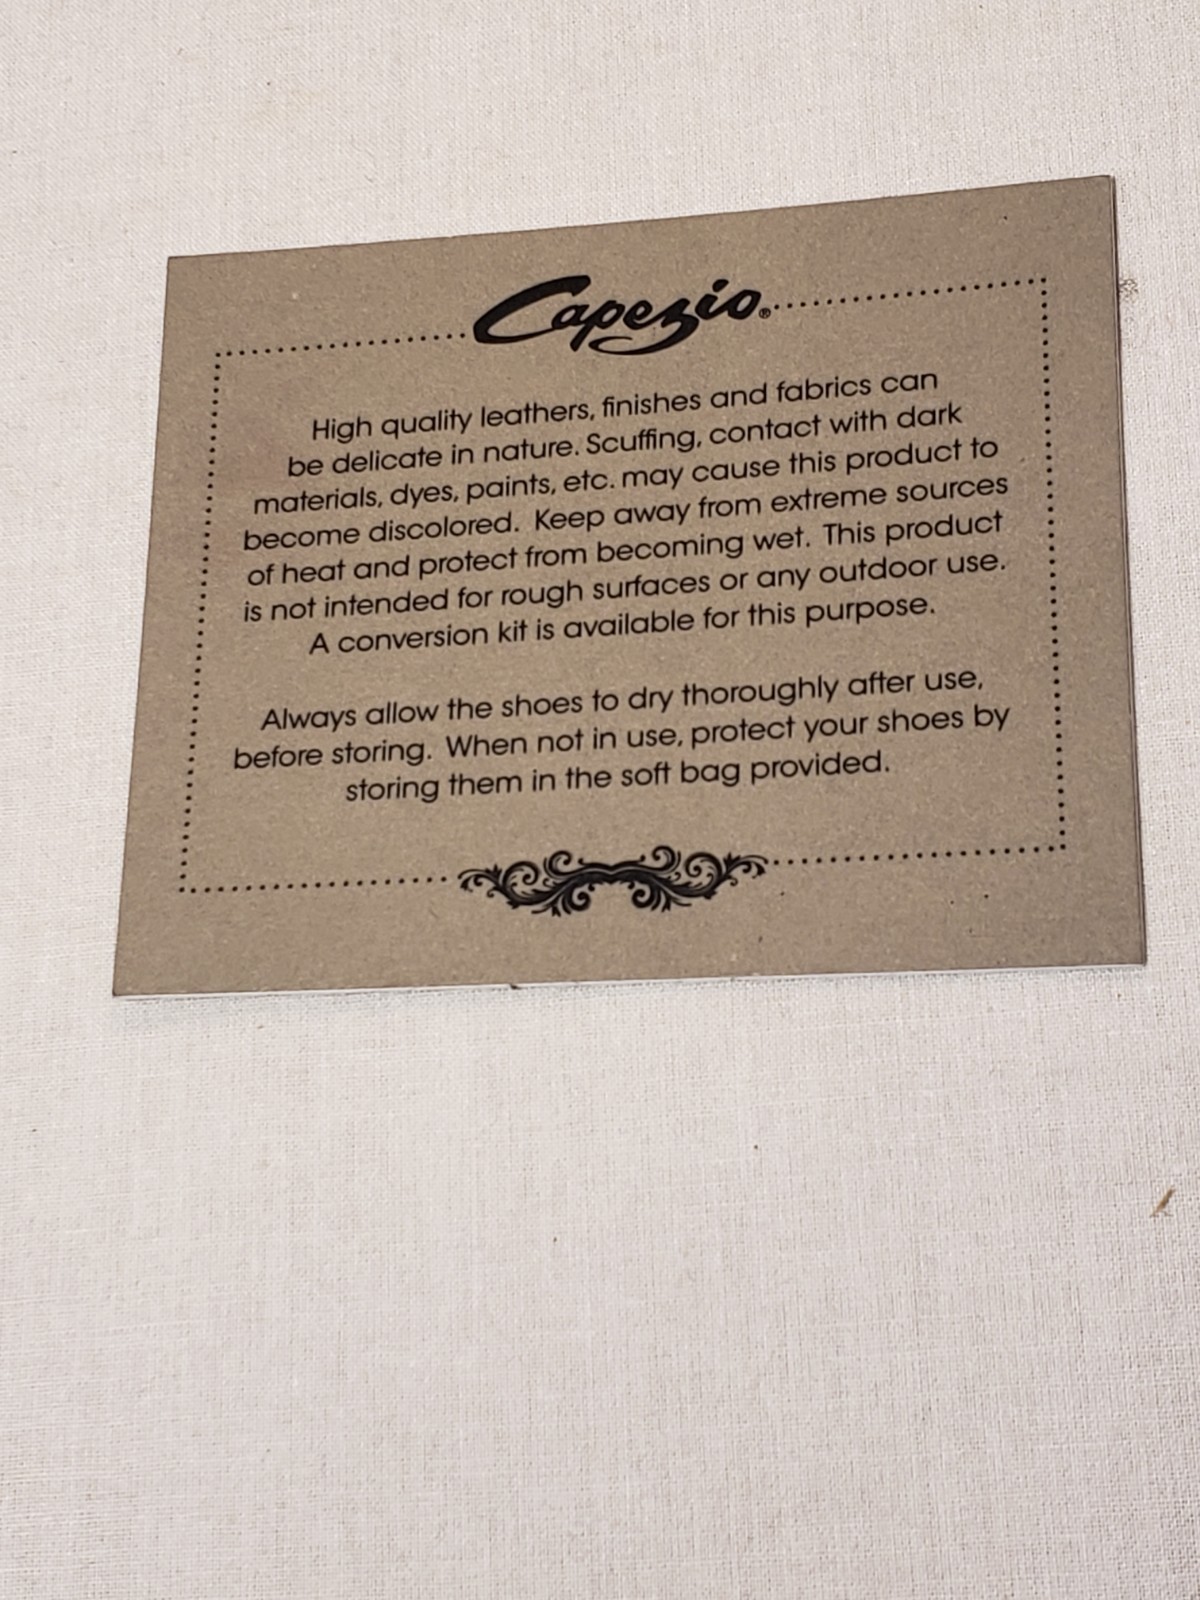 Capezio®
High quality leathers, finishes and fabrics can
be delicate in nature. Scuffing, contact with dark
materials, dyes, paints, etc. may cause this product to
become discolored. Keep away from extreme sources
of heat and protect from becoming wet. This product
is not intended for rough surfaces or any outdoor use.
A conversion kit is available for this purpose.
Always allow the shoes to dry thoroughly after use,
before storing. When not in use, protect your shoes by
storing them in the soft bag provided.